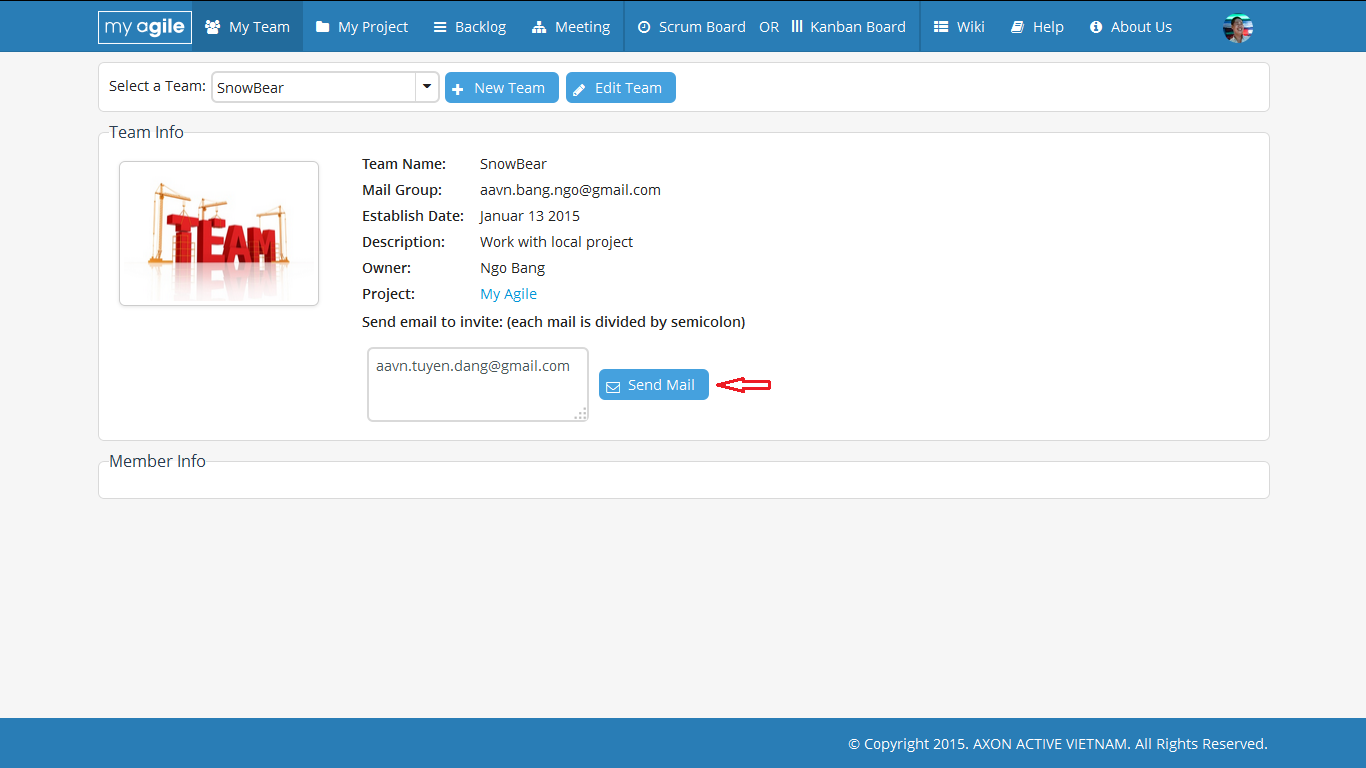 my agile My Team My Project Backlog Meeting Scrum Board OR Kanban Board Wiki Help About Us
Select a Team: SnowBear New Team Edit Team
Team Info
TEAM
Team Name: SnowBear
Mail Group: aavn.bang.ngo@gmail.com
Establish Date: Januar 13 2015
Description: Work with local project
Owner: Ngo Bang
Project: My Agile
Send email to invite: (each mail is divided by semicolon)
aavn.tuyen.dang@gmail.com
Send Mail
Member Info
© Copyright 2015. AXON ACTIVE VIETNAM. All Rights Reserved.